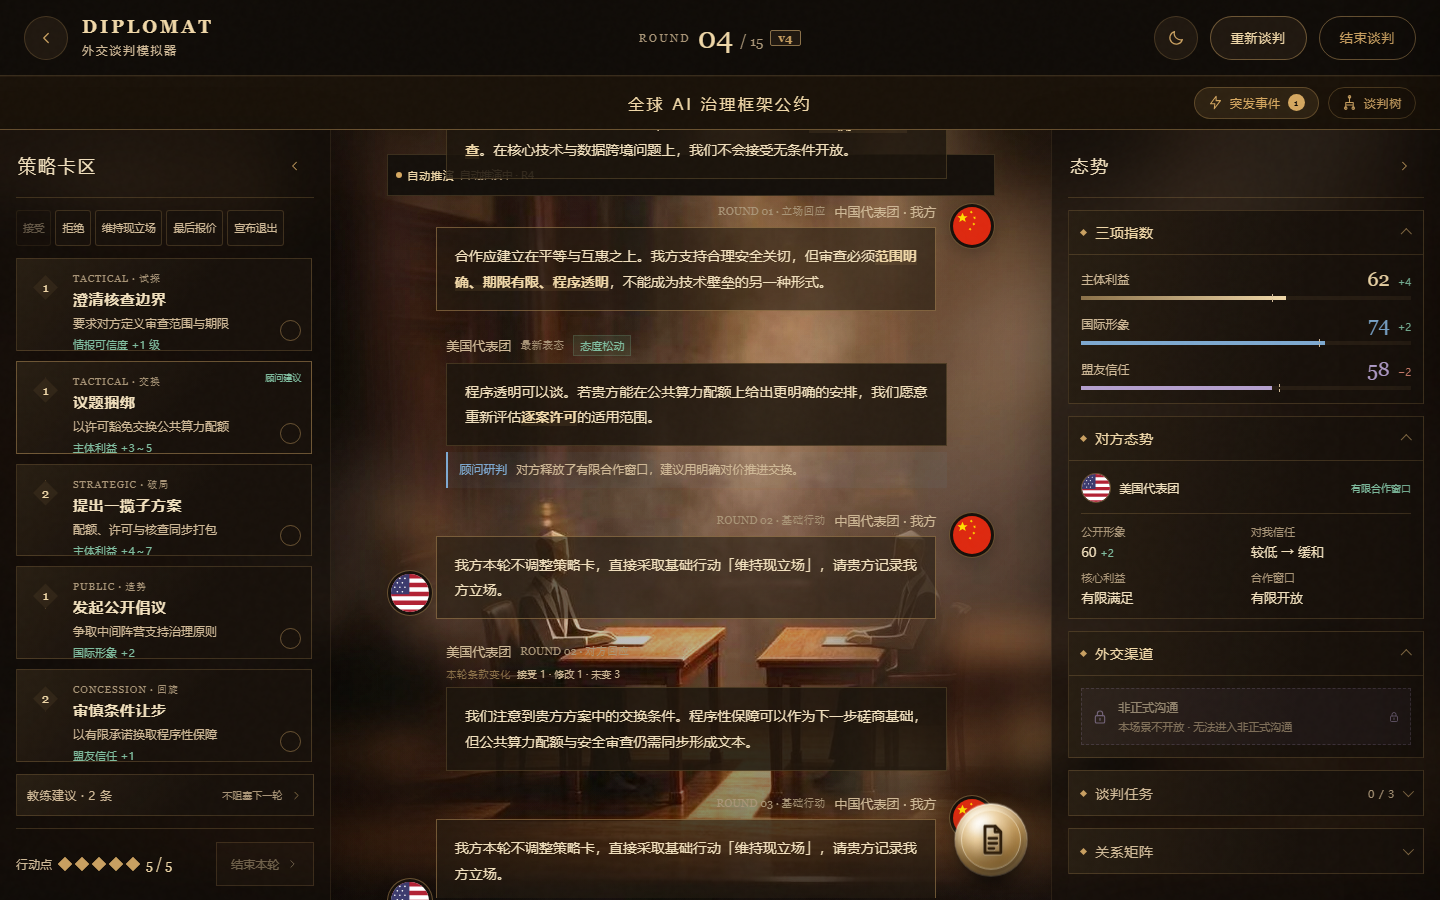 DIPLOMAT
外交谈判模拟器
ROUND 04 / 15 v4
重新谈判
结束谈判
全球 AI 治理框架公约
突发事件 1
谈判树
策略卡区
接受
拒绝
维持现立场
最后报价
宣布退出
1
TACTICAL · 试探
澄清核查边界
要求对方定义审查范围与期限
情报可信度 +1 级
1
TACTICAL · 交换
顾问建议
议题捆绑
以许可豁免交换公共算力配额
主体利益 +3～5
2
STRATEGIC · 破局
提出一揽子方案
配额、许可与核查同步打包
主体利益 +4～7
1
PUBLIC · 造势
发起公开倡议
争取中间阵营支持治理原则
国际形象 +2
2
CONCESSION · 回旋
审慎条件让步
以有限承诺换取程序性保障
盟友信任 +1
教练建议 · 2 条
不阻塞下一轮
行动点 5 / 5
结束本轮
查。在核心技术与数据跨境问题上，我们不会接受无条件开放。
自动推演 自动推演中 · 84
ROUND 01 · 立场回应 中国代表团 · 我方
合作应建立在平等与互惠之上。我方支持合理安全关切，但审查必须范围明
确、期限有限、程序透明，不能成为技术壁垒的另一种形式。
美国代表团 最新表态 态度松动
程序透明可以谈。若贵方能在公共算力配额上给出更明确的安排，我们愿意
重新评估逐案许可的适用范围。
顾问研判 对方释放了有限合作窗口，建议用明确对价推进交换。
ROUND 02 · 基础行动 中国代表团 · 我方
我方本轮不调整策略卡，直接采取基础行动「维持现立场」，请贵方记录我
方立场。
美国代表团 ROUND 02 · 对方回应
本轮条款变化 接受 1 · 修改 1 · 未变 3
我们注意到贵方方案中的交换条件。程序性保障可以作为下一步磋商基础，
但公共算力配额与安全审查仍需同步形成文本。
ROUND 03 · 基础行动 中国代表团 · 我方
我方本轮不调整策略卡，直接采取基础行动「维持现立场」，请贵方记录我
方立场。
态势
三项指数
主体利益 62 +4
国际形象 74 +2
盟友信任 58 −2
对方态势
美国代表团 有限合作窗口
公开形象 对我信任
60 +2 较低 → 缓和
核心利益 合作窗口
有限满足 有限开放
外交渠道
非正式沟通
本场景不开放 · 无法进入非正式沟通
谈判任务 0 / 3
关系矩阵